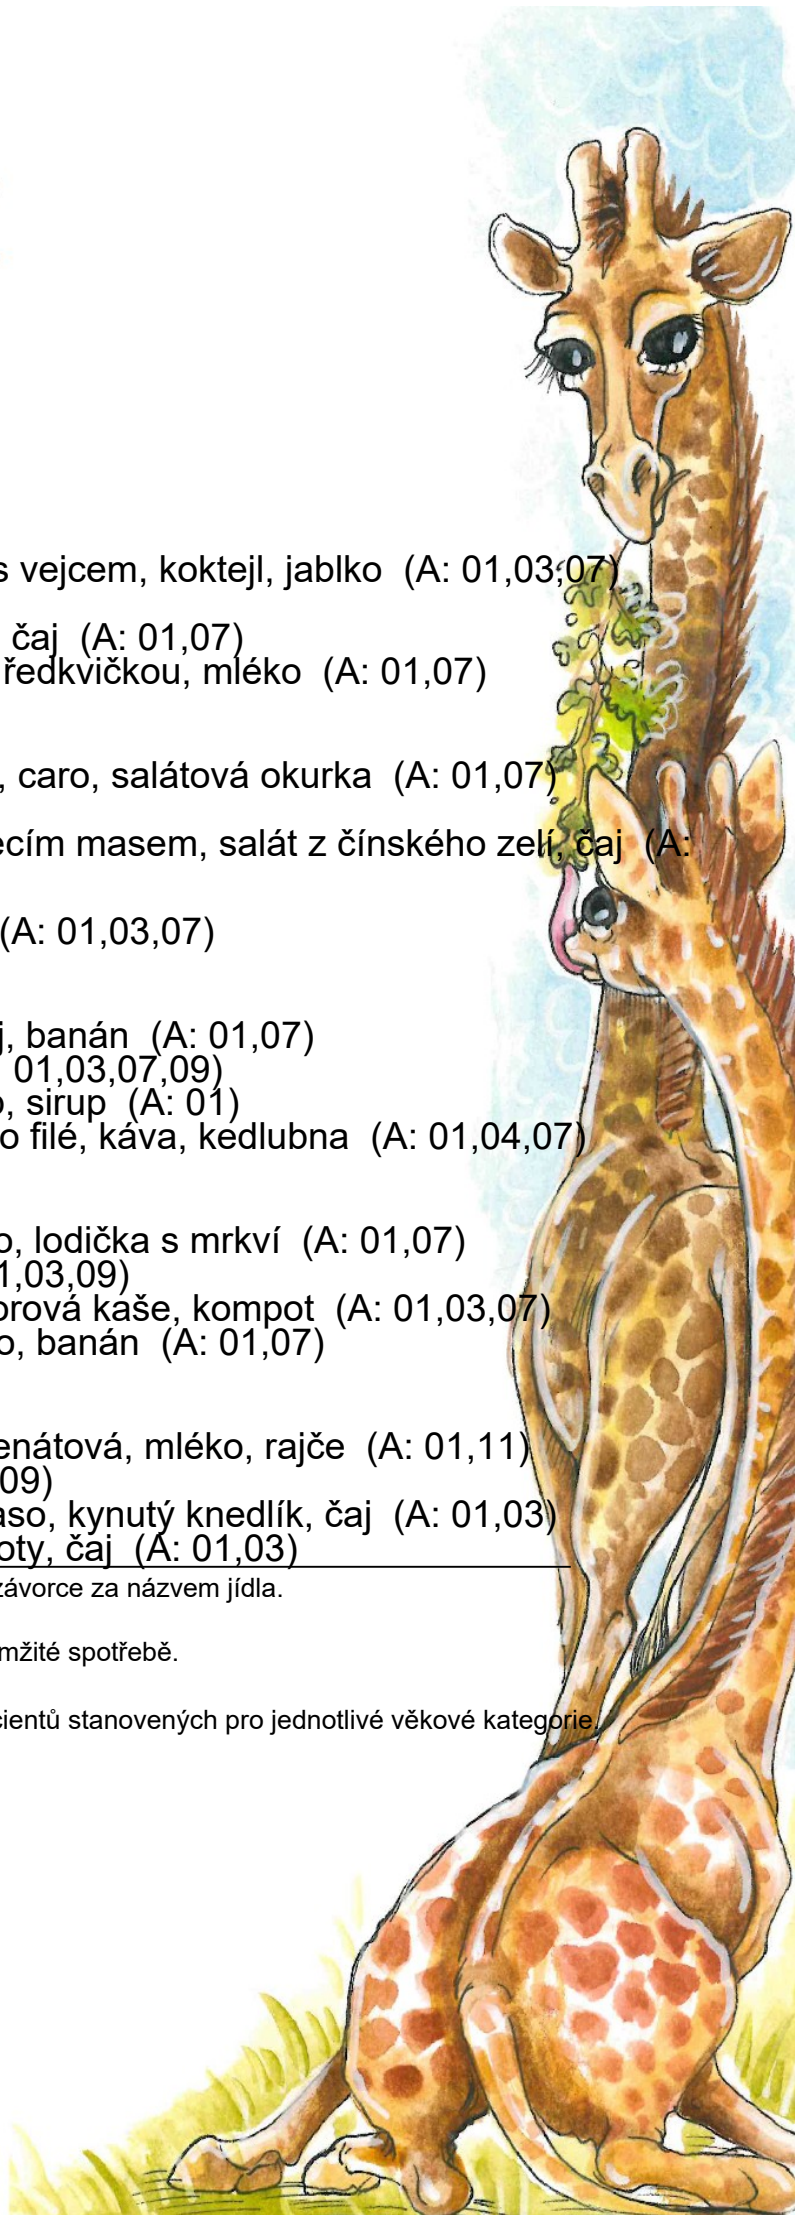 s vejcem, koktejl, jablko (A: 01,03,07)
čaj (A: 01,07)
ředkvičkou, mléko (A: 01,07)
, caro, salátová okurka (A: 01,07)
ecím masem, salát z čínského zelí, čaj (A:
(A: 01,03,07)
j, banán (A: 01,07)
01,03,07,09)
o, sirup (A: 01)
o filé, káva, kedlubna (A: 01,04,07)
o, lodička s mrkví (A: 01,07)
1,03,09)
orová kaše, kompot (A: 01,03,07)
o, banán (A: 01,07)
enátová, mléko, rajče (A: 01,11)
09)
aso, kynutý knedlík, čaj (A: 01,03)
oty, čaj (A: 01,03)
závorce za názvem jídla.
mžité spotřebě.
cientů stanovených pro jednotlivé věkové kategorie.